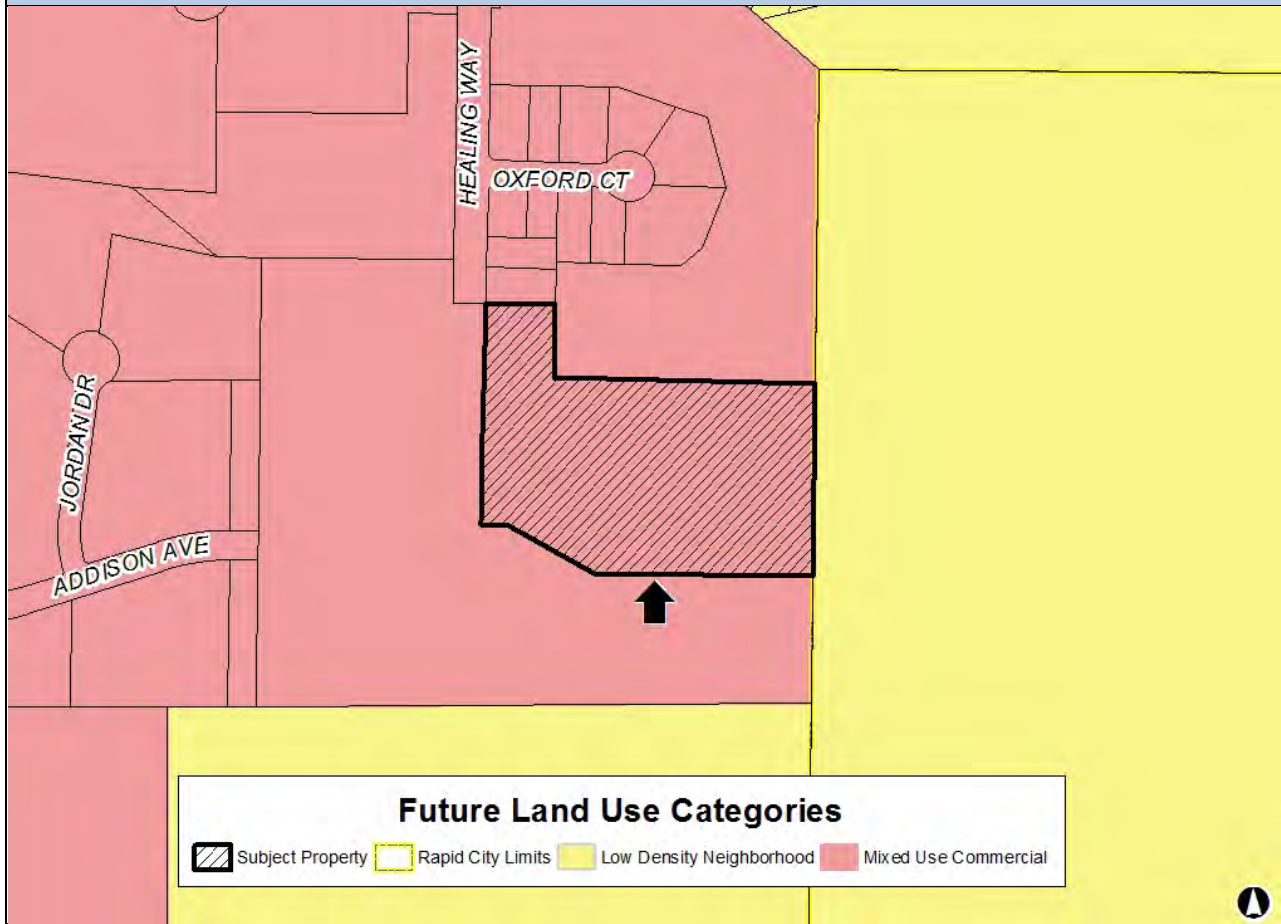 HEALING WAY
OXFORD CT
JORDAN DR
ADDISON AVE
Future Land Use Categories
Subject Property Rapid City Limits Low Density Neighborhood Mixed Use Commercial